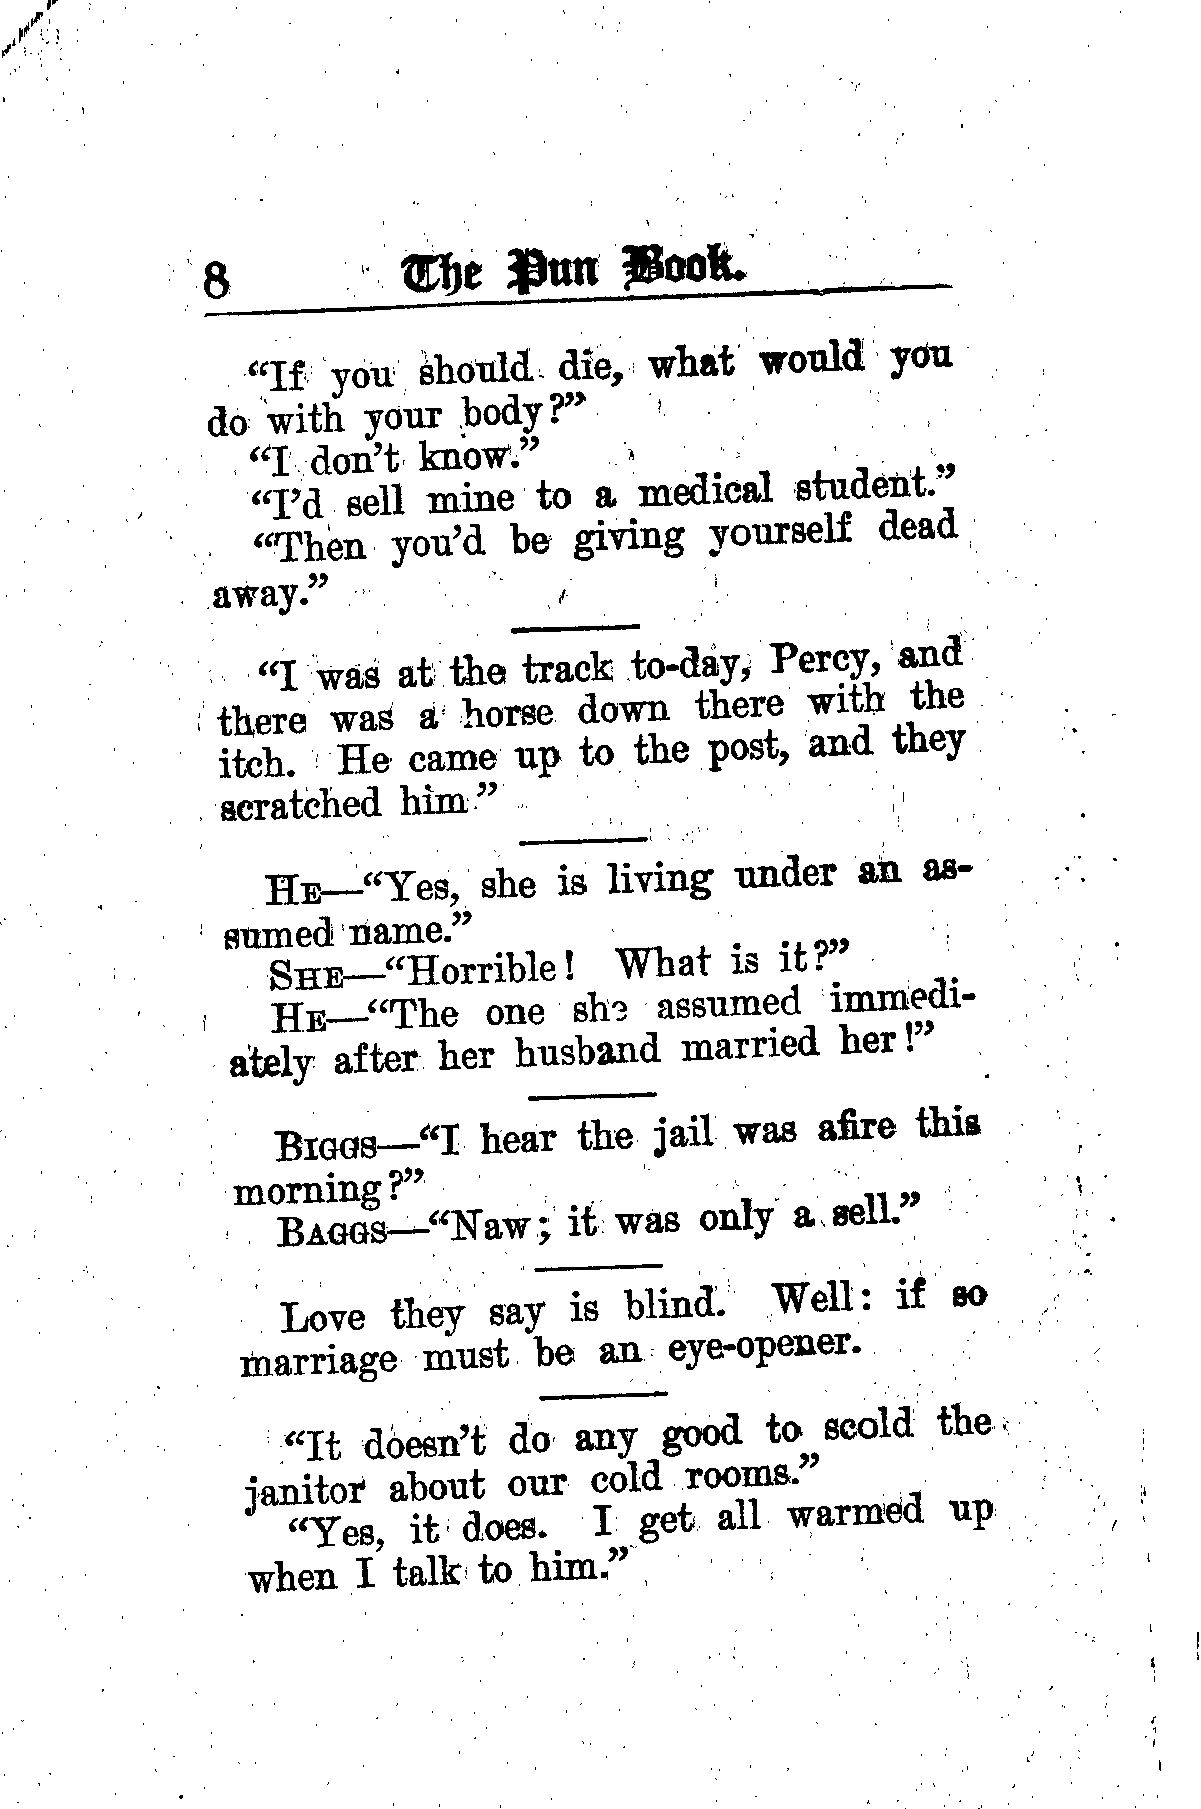 8 The Pun Book.
“If you should die, what would you
do with your body?”
“I don’t know.”
“I’d sell mine to a medical student.”
“Then you’d be giving yourself dead
away.”
“I was at the track to-day, Percy, and
there was a horse down there with the
itch. He came up to the post, and they
scratched him.”
HE—“Yes, she is living under an as-
sumed name.”
SHE—“Horrible! What is it?”
HE—“The one she assumed immedi-
ately after her husband married her!”
BIGGS—“I hear the jail was afire this
morning?”
BAGGS—“Naw; it was only a sell.”
Love they say is blind. Well: if so
marriage must be an eye-opener.
“It doesn’t do any good to scold the
janitor about our cold rooms.”
“Yes, it does. I get all warmed up
when I talk to him.”